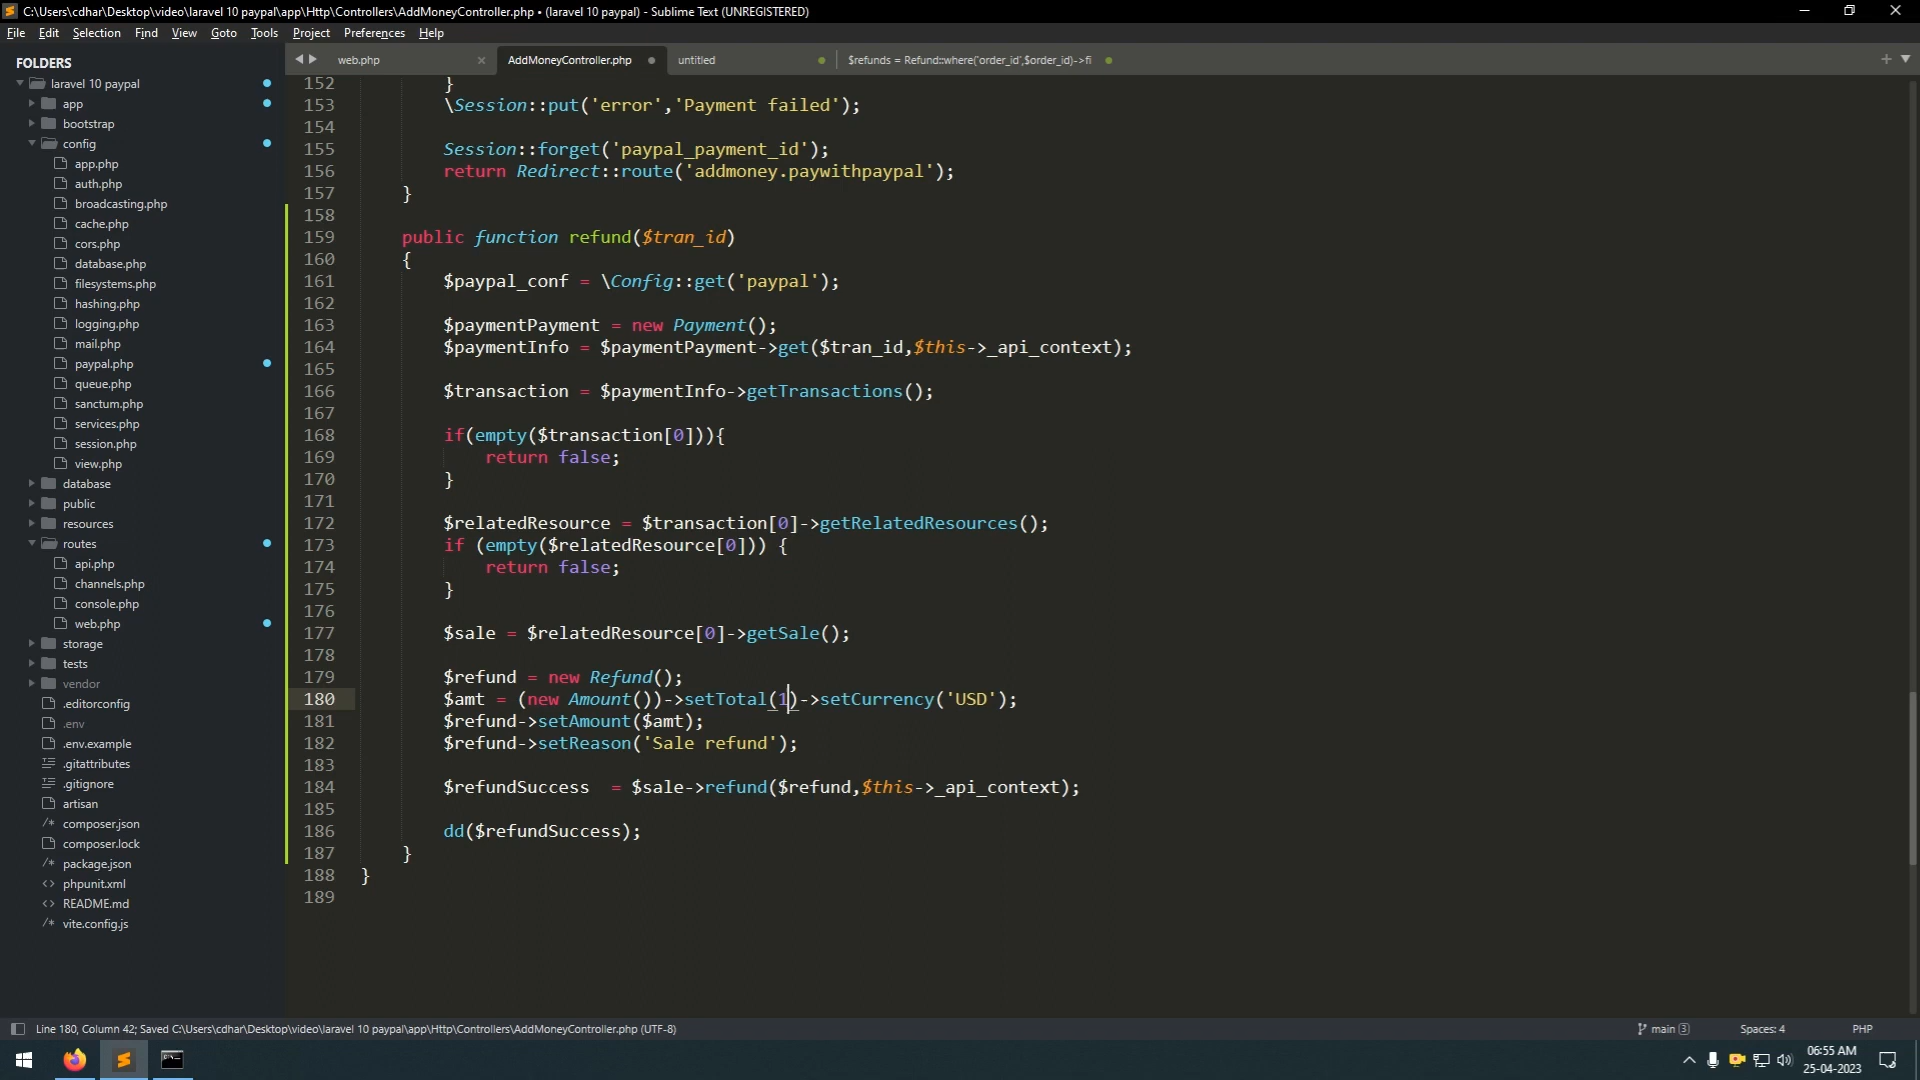 C:\Users\cdhar\Desktop\video\laravel 10 paypal\app\Http\Controllers\AddMoneyController.php • (laravel 10 paypal) - Sublime Text (UNREGISTERED)
File Edit Selection Find View Goto Tools Project Preferences Help
FOLDERS
laravel 10 paypal
app
bootstrap
config
app.php
auth.php
broadcasting.php
cache.php
cors.php
database.php
filesystems.php
hashing.php
logging.php
mail.php
paypal.php
queue.php
sanctum.php
services.php
session.php
view.php
database
public
resources
routes
api.php
channels.php
console.php
web.php
storage
tests
vendor
.editorconfig
.env
.env.example
.gitattributes
.gitignore
artisan
composer.json
composer.lock
package.json
phpunit.xml
README.md
vite.config.js
web.php AddMoneyController.php untitled $refunds = Refund::where('order_id',$order_id)->fi
152 }
153 \Session::put('error','Payment failed');
154
155 Session::forget('paypal_payment_id');
156 return Redirect::route('addmoney.paywithpaypal');
157 }
158
159 public function refund($tran_id)
160 {
161 $paypal_conf = \Config::get('paypal');
162
163 $paymentPayment = new Payment();
164 $paymentInfo = $paymentPayment->get($tran_id,$this->_api_context);
165
166 $transaction = $paymentInfo->getTransactions();
167
168 if(empty($transaction[0])){
169 return false;
170 }
171
172 $relatedResource = $transaction[0]->getRelatedResources();
173 if (empty($relatedResource[0])) {
174 return false;
175 }
176
177 $sale = $relatedResource[0]->getSale();
178
179 $refund = new Refund();
180 $amt = (new Amount())->setTotal(1)->setCurrency('USD');
181 $refund->setAmount($amt);
182 $refund->setReason('Sale refund');
183
184 $refundSuccess  = $sale->refund($refund,$this->_api_context);
185
186 dd($refundSuccess);
187 }
188 }
189
Line 180, Column 42; Saved C:\Users\cdhar\Desktop\video\laravel 10 paypal\app\Http\Controllers\AddMoneyController.php (UTF-8) main 3 Spaces: 4 PHP
06:55 AM
25-04-2023